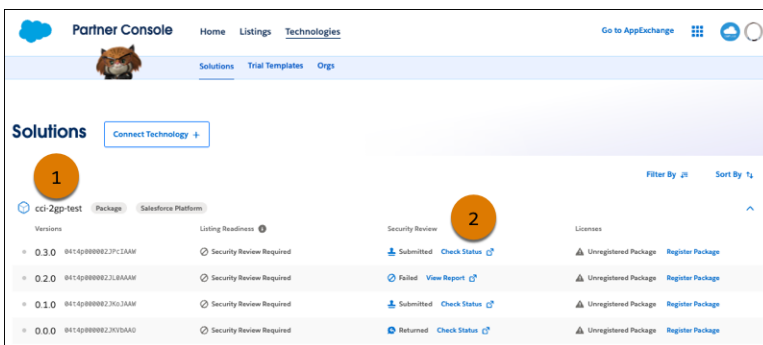 Partner Console Home Listings Technologies Go to AppExchange
Solutions Trial Templates Orgs
Solutions Connect Technology +
1
Filter By Sort By
cci-2gp-test Package Salesforce Platform
2
Versions Listing Readiness Security Review Licenses
0.3.0 04t4p000002JPcIAAW Security Review Required Submitted Check Status Unregistered Package Register Package
0.2.0 04t4p000002JL0AAAW Security Review Required Failed View Report Unregistered Package Register Package
0.1.0 04t4p000002JKoJAAW Security Review Required Submitted Check Status Unregistered Package Register Package
0.0.0 04t4p000002JKVbAAO Security Review Required Returned Check Status Unregistered Package Register Package